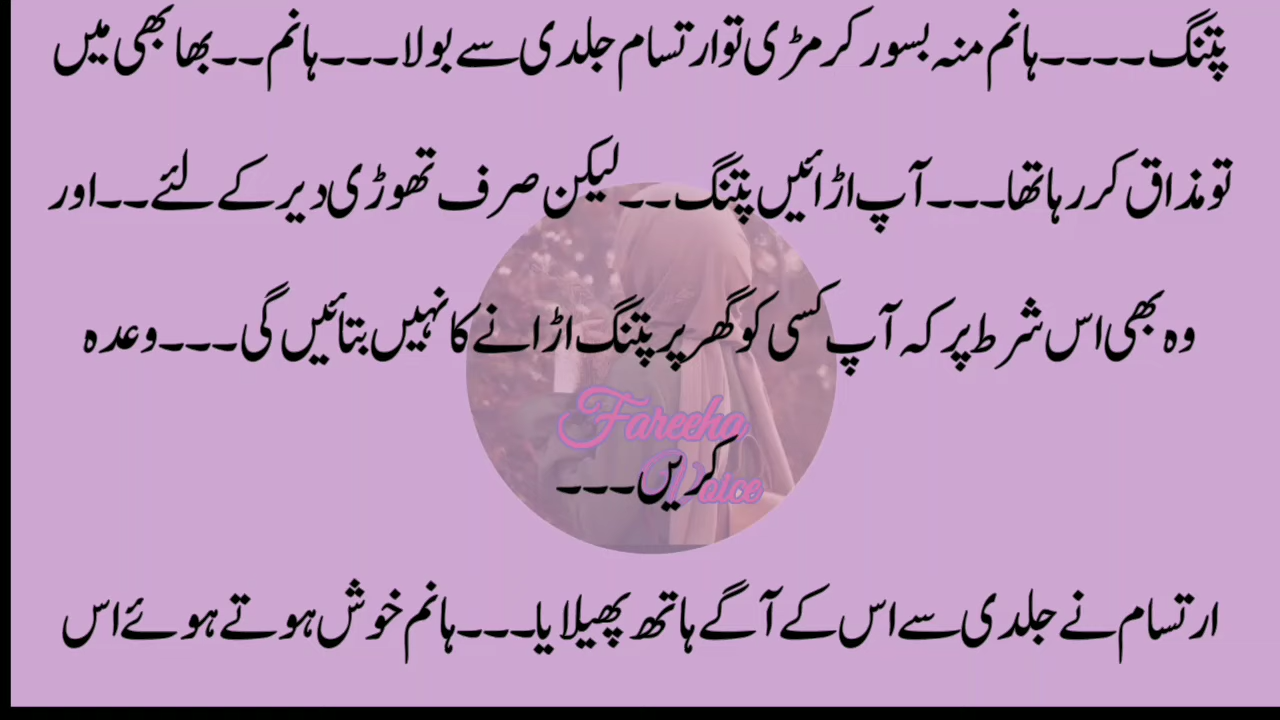 پتنگ۔۔۔۔۔ہانم منہ بسور کر مڑی تو ارتسام جلدی سے بولا۔۔۔ہانم۔۔بھابھی میں
تو مذاق کر رہا تھا۔۔۔آپ اڑائیں پتنگ۔۔لیکن صرف تھوڑی دیر کے لئے۔۔اور
وہ بھی اس شرط پر کہ آپ کسی کو گھر پر پتنگ اڑانے کا نہیں بتائیں گی۔۔۔وعدہ
Fareeha
کریں۔۔۔
Voice
ارتسام نے جلدی سے اس کے آگے ہاتھ پھیلایا۔۔۔ہانم خوش ہوتے ہوئے اس